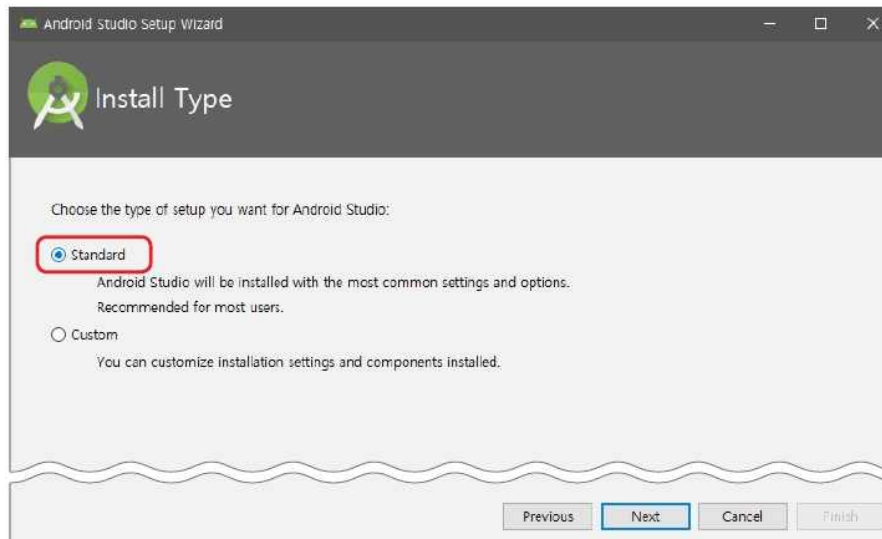 Android Studio Setup Wizard
Install Type
Choose the type of setup you want for Android Studio:
Standard
Android Studio will be installed with the most common settings and options.
Recommended for most users.
Custom
You can customize installation settings and components installed.
Previous Next Cancel Finish